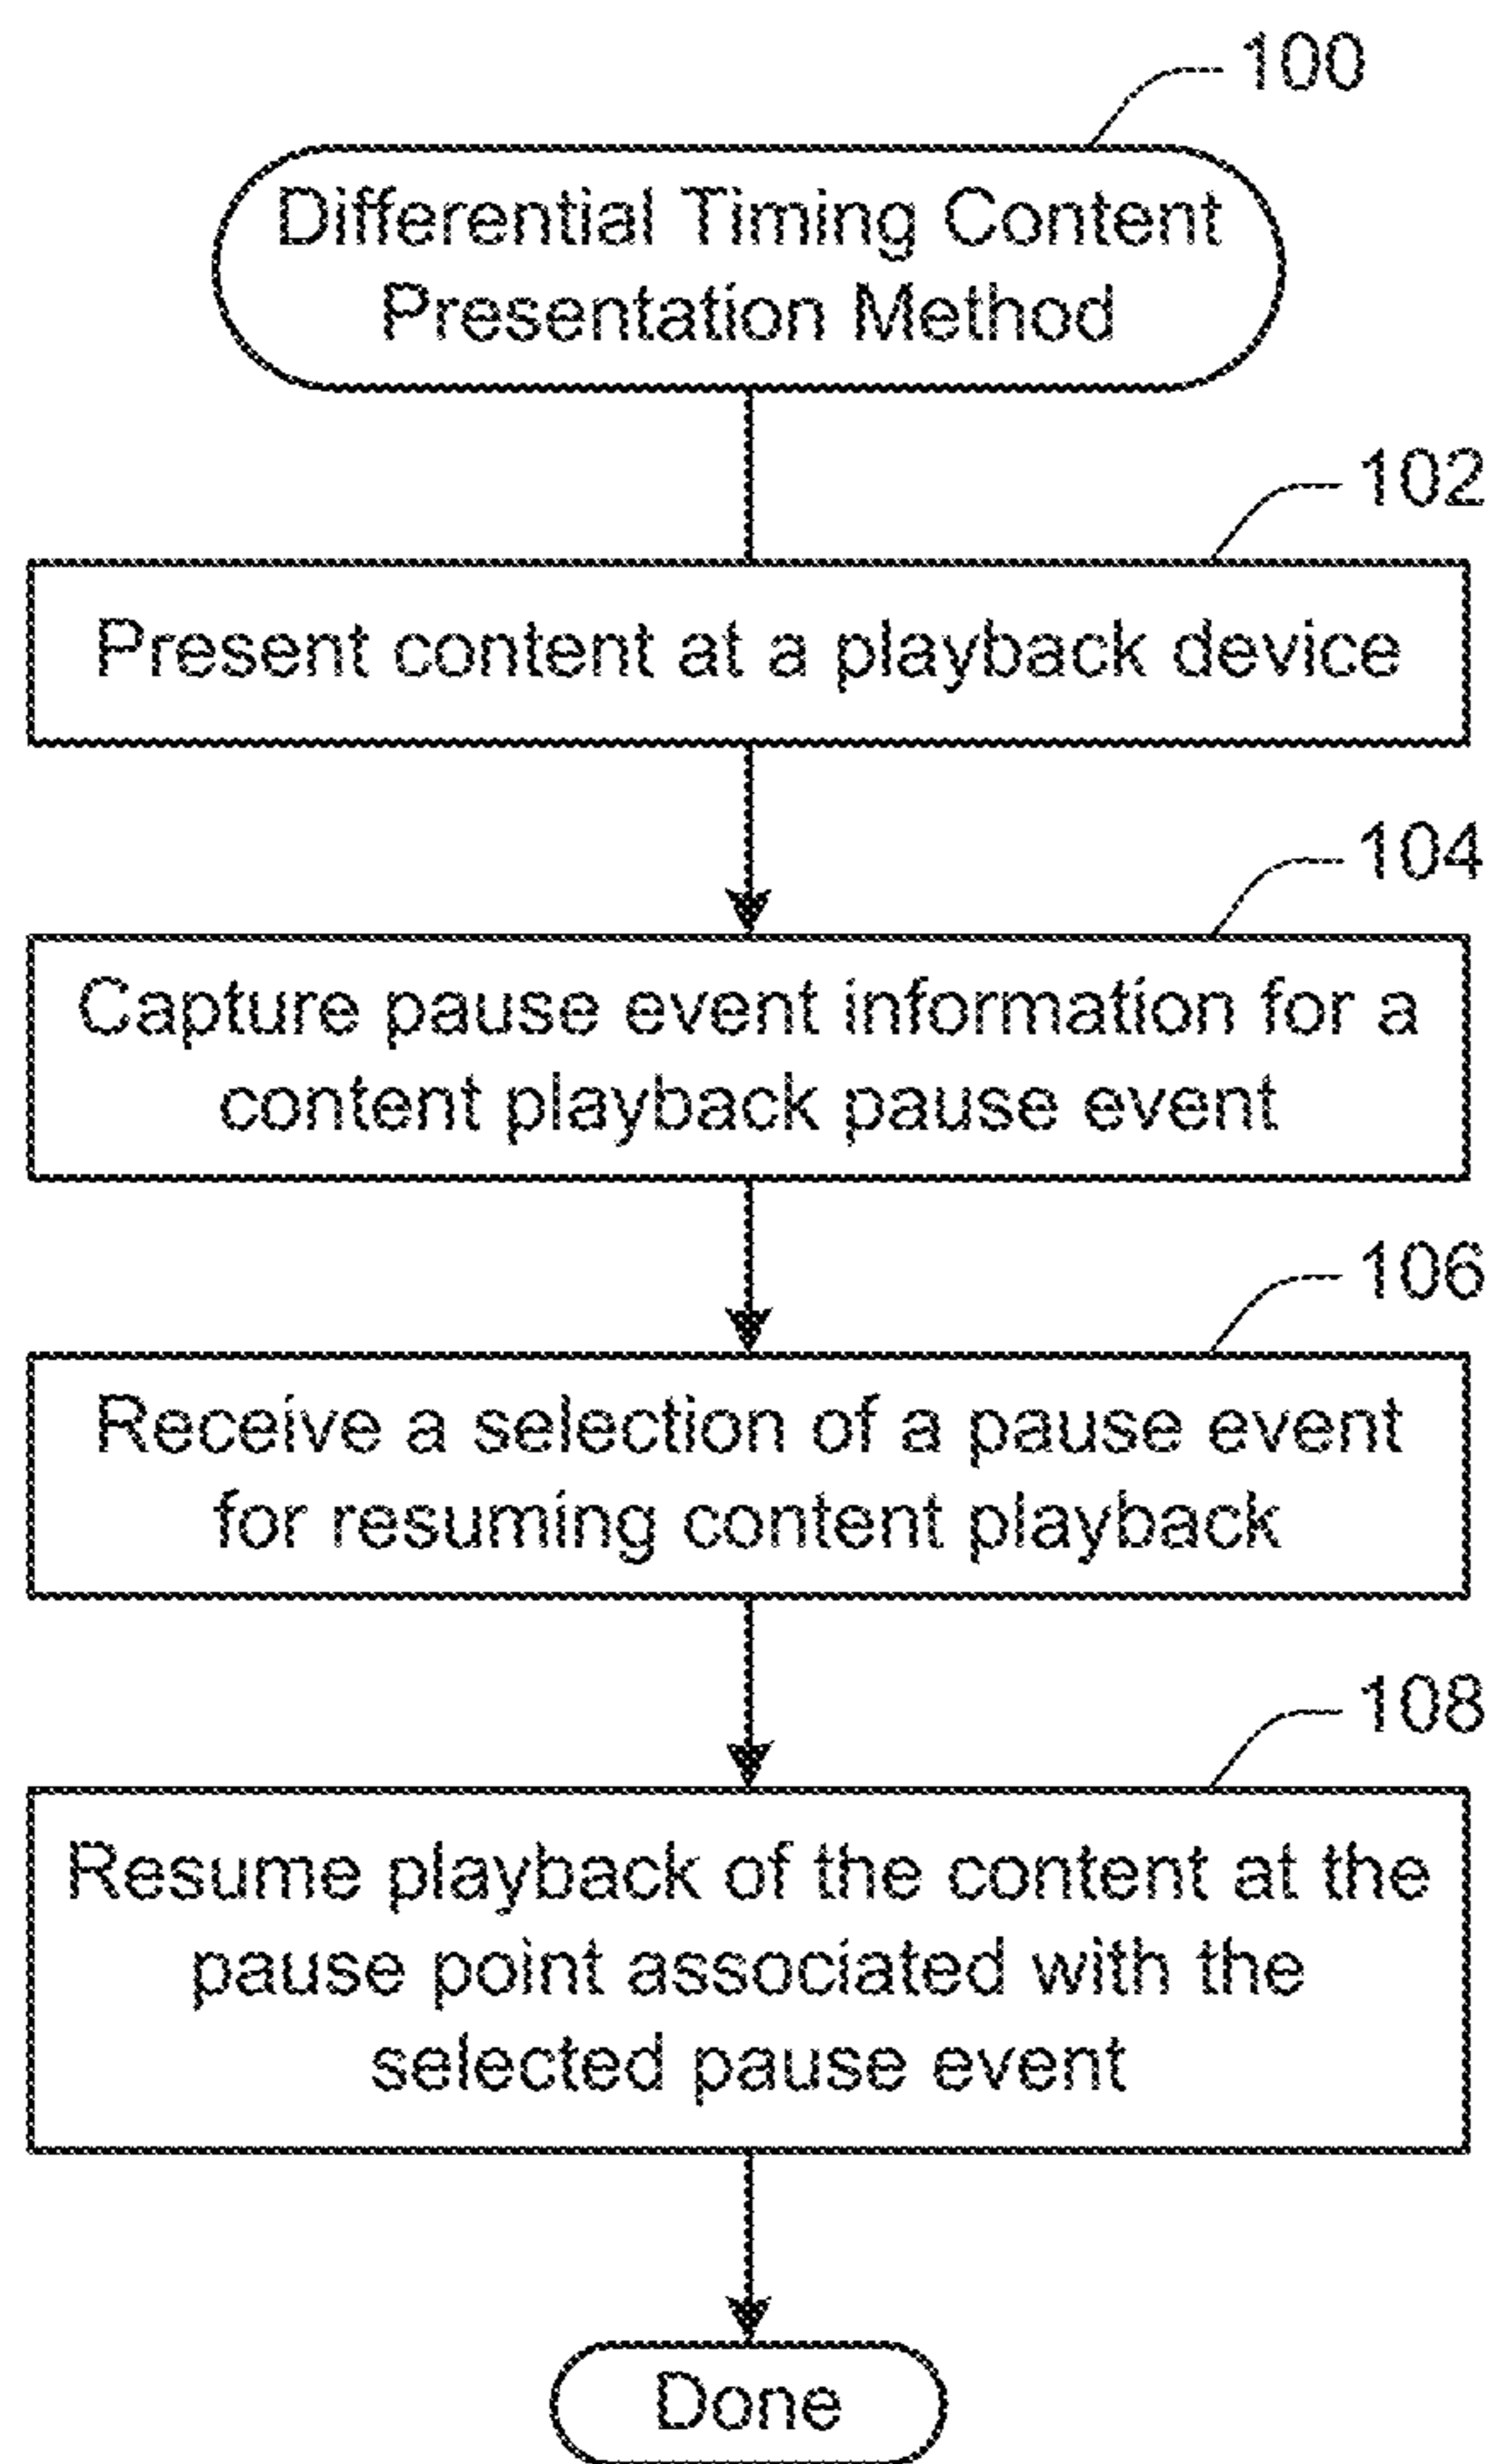 100
Differential Timing Content
Presentation Method
102
Present content at a playback device
104
Capture pause event information for a
content playback pause event
106
Receive a selection of a pause event
for resuming content playback
108
Resume playback of the content at the
pause point associated with the
selected pause event
Done